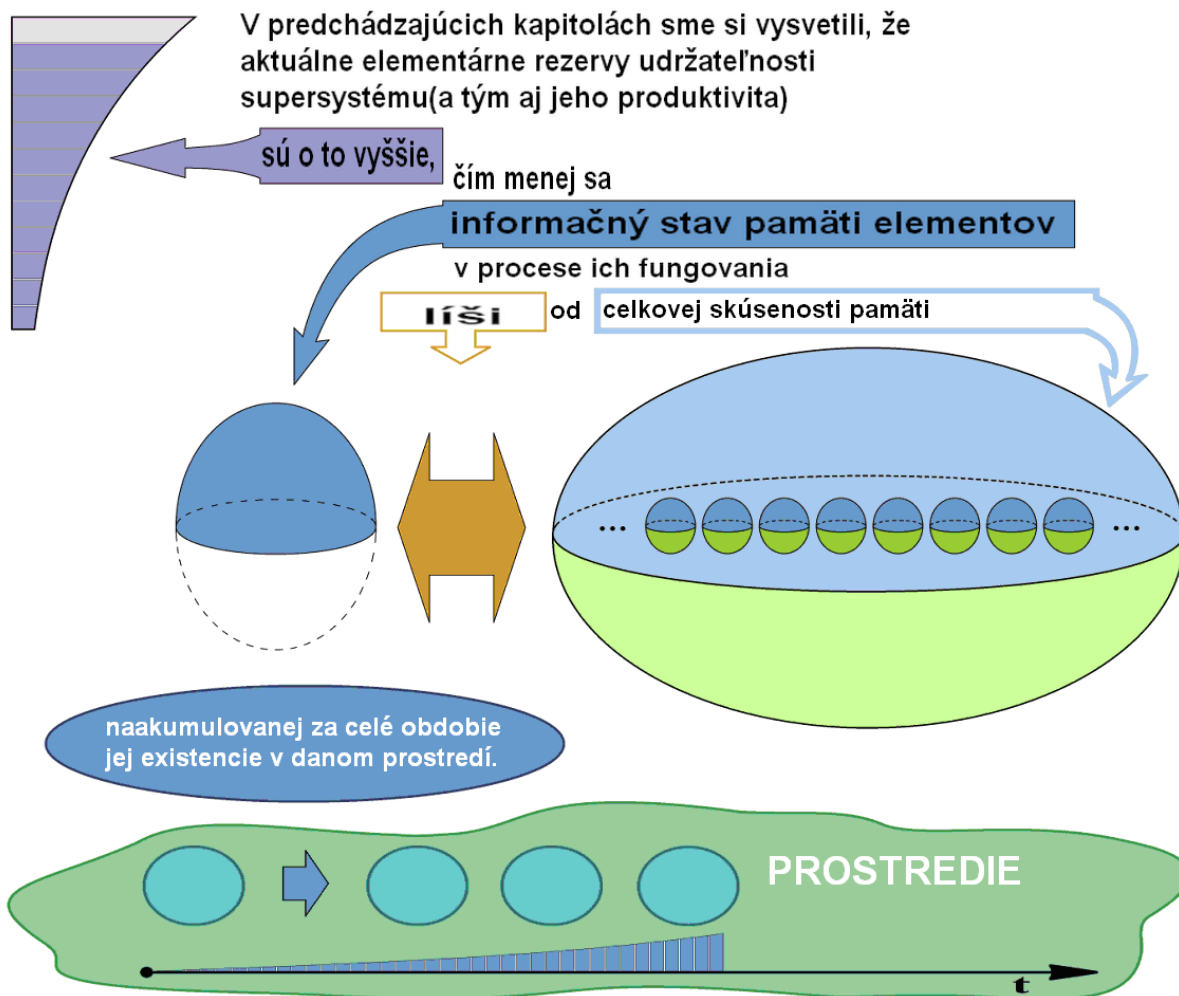 V predchádzajúcich kapitolách sme si vysvetili, že
aktuálne elementárne rezervy udržateľnosti
supersystému(a tým aj jeho produktivita)
sú o to vyššie,
čím menej sa
informačný stav pamäti elementov
v procese ich fungovania
líši od celkovej skúsenosti pamäti
... ...
naakumulovanej za celé obdobie
jej existencie v danom prostredí.
PROSTREDIE
t